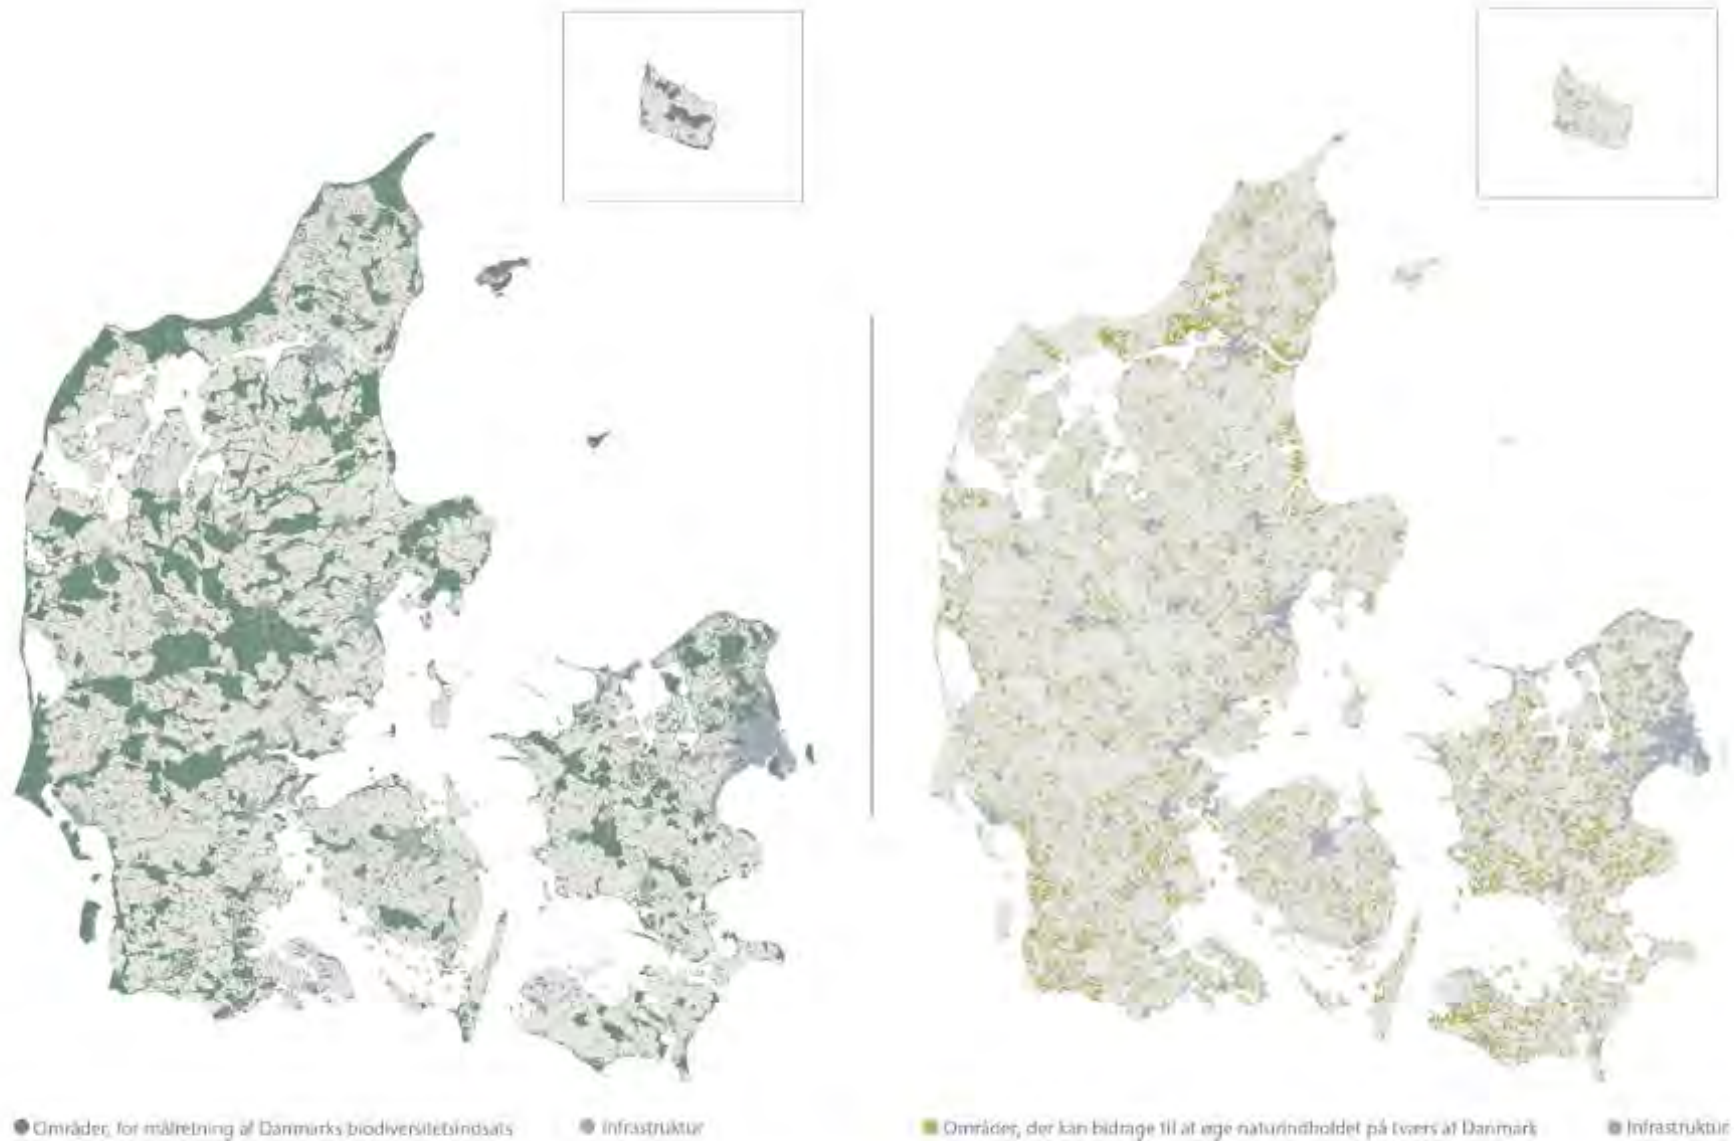 Områder, for målretning af Danmarks biodiversitetsindsats
Infrastruktur
Områder, der kan bidrage til at øge naturindholdet på tværs af Danmark
Infrastruktur